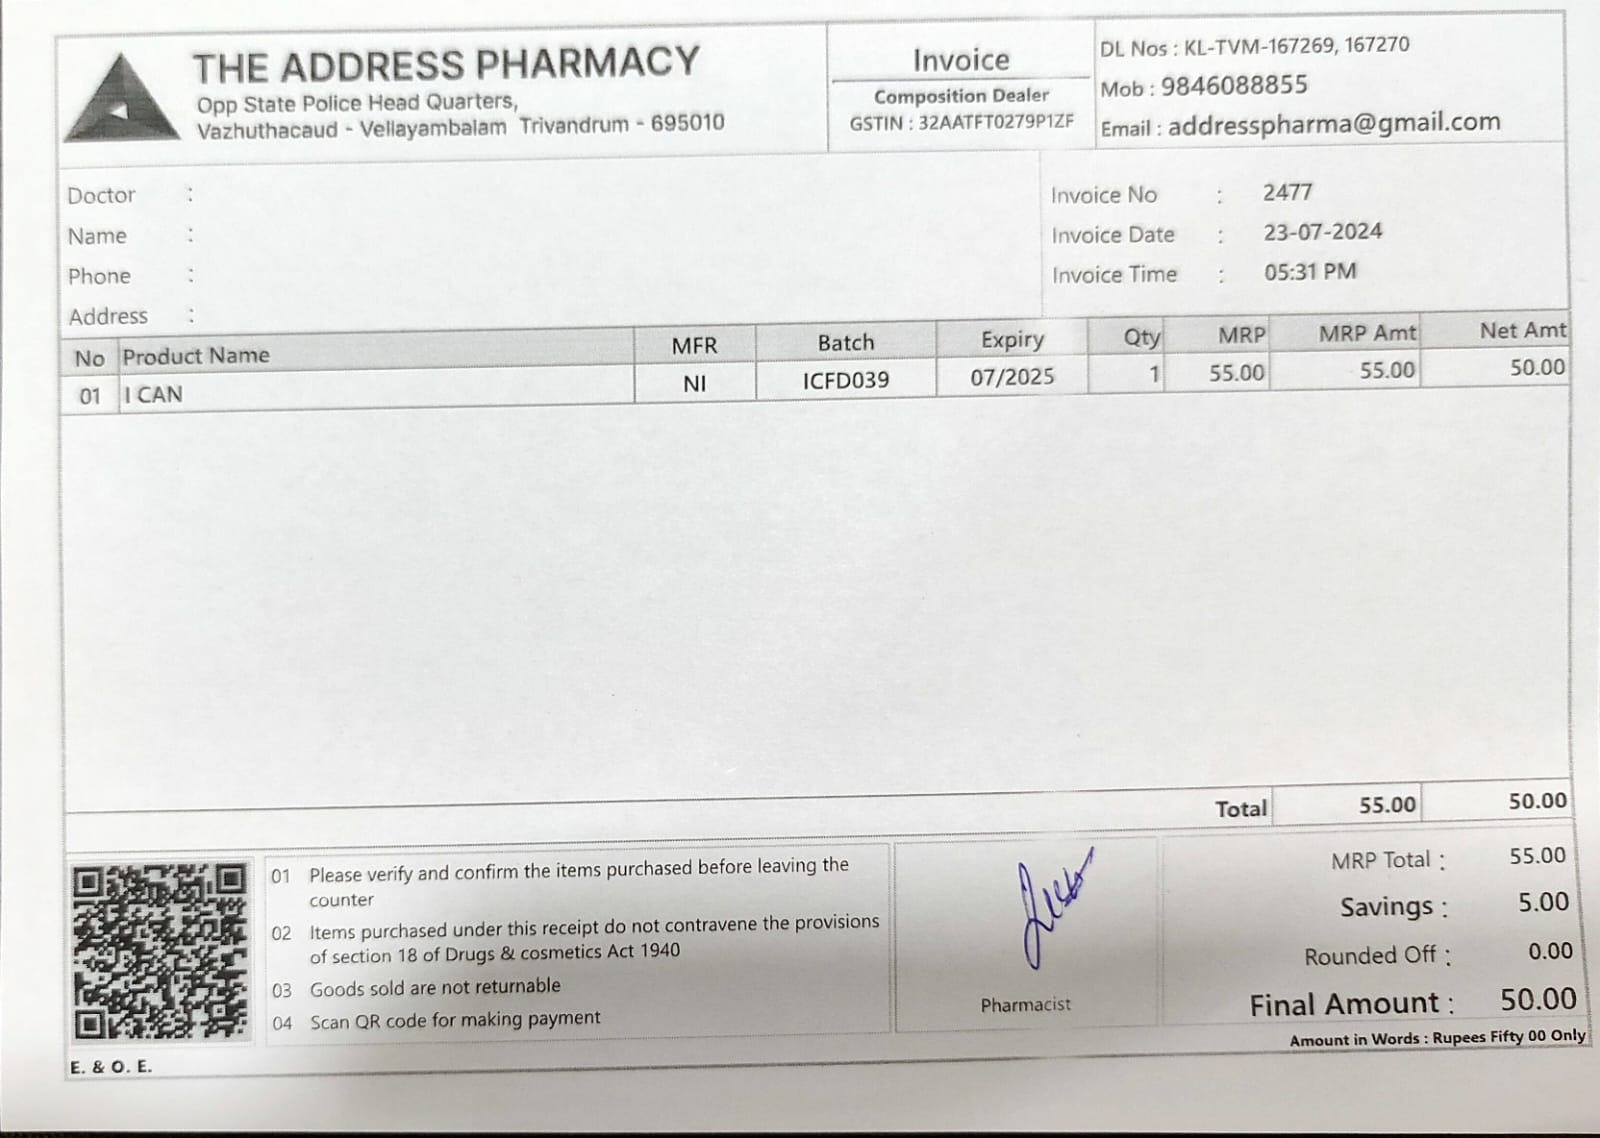 THE ADDRESS PHARMACY
Opp State Police Head Quarters,
Vazhuthacaud - Vellayambalam Trivandrum - 695010
Invoice
Composition Dealer
GSTIN : 32AATFT0279P1ZF
DL Nos : KL-TVM-167269, 167270
Mob : 9846088855
Email : addresspharma@gmail.com
Doctor :
Name :
Phone :
Address :
Invoice No : 2477
Invoice Date : 23-07-2024
Invoice Time : 05:31 PM
No Product Name MFR Batch Expiry Qty MRP MRP Amt Net Amt
01 I CAN NI ICFD039 07/2025 1 55.00 55.00 50.00
Total 55.00 50.00
01 Please verify and confirm the items purchased before leaving the
counter
02 Items purchased under this receipt do not contravene the provisions
of section 18 of Drugs & cosmetics Act 1940
03 Goods sold are not returnable
04 Scan QR code for making payment
Pharmacist
MRP Total : 55.00
Savings : 5.00
Rounded Off : 0.00
Final Amount : 50.00
Amount in Words : Rupees Fifty 00 Only
E. & O. E.